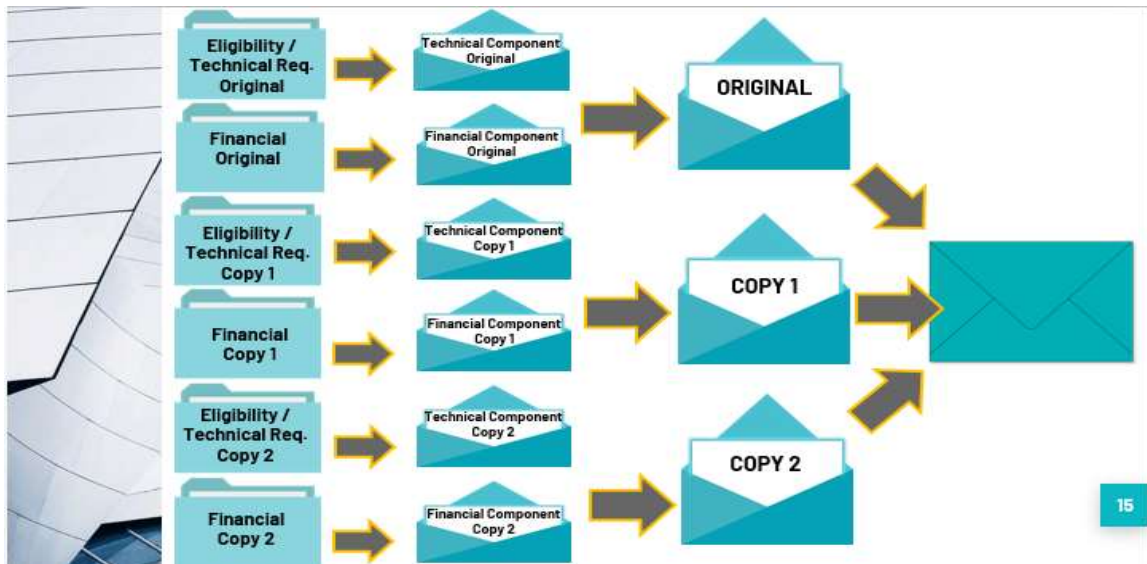 Eligibility /
Technical Req.
Original
Technical Component
Original
ORIGINAL
Financial
Original
Financial Component
Original
Eligibility /
Technical Req.
Copy 1
Technical Component
Copy 1
COPY 1
Financial
Copy 1
Financial Component
Copy 1
Eligibility /
Technical Req.
Copy 2
Technical Component
Copy 2
COPY 2
Financial
Copy 2
Financial Component
Copy 2
15